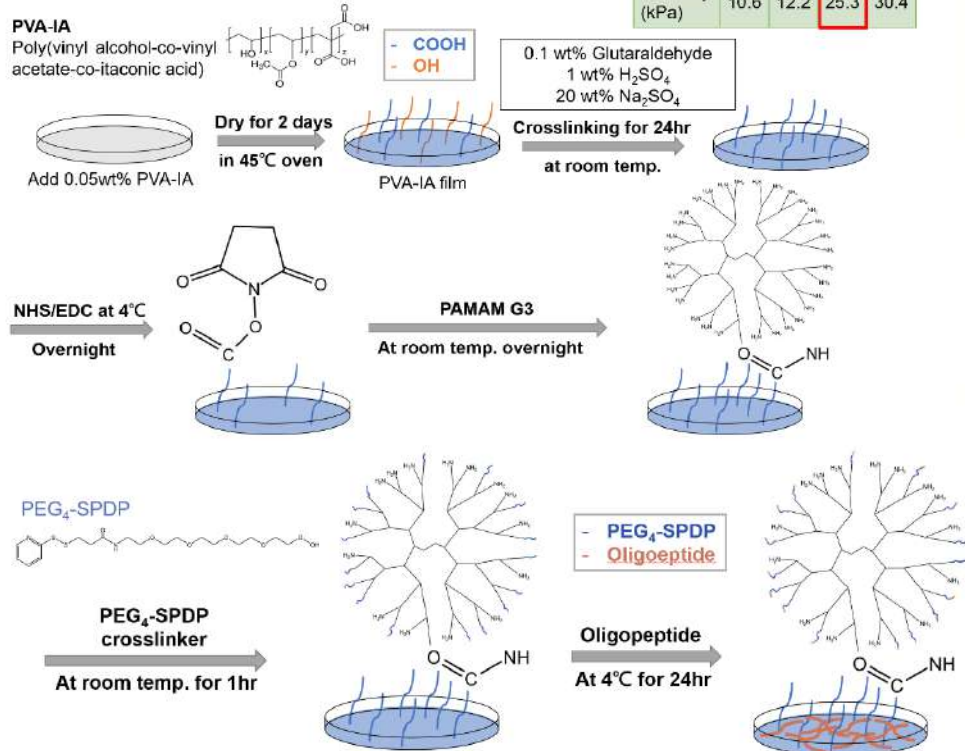 (kPa) 10.6 12.2 25.3 30.4
PVA-IA
Poly(vinyl alcohol-co-vinyl
acetate-co-itaconic acid)
- COOH
- OH
0.1 wt% Glutaraldehyde
1 wt% H₂SO₄
20 wt% Na₂SO₄
Dry for 2 days
in 45℃ oven
Crosslinking for 24hr
at room temp.
Add 0.05wt% PVA-IA
PVA-IA film
NHS/EDC at 4℃
Overnight
PAMAM G3
At room temp. overnight
O
NH
PEG₄-SPDP
PEG₄-SPDP
crosslinker
At room temp. for 1hr
O
NH
- PEG₄-SPDP
- Oligoeptide
Oligopeptide
At 4℃ for 24hr
O
NH